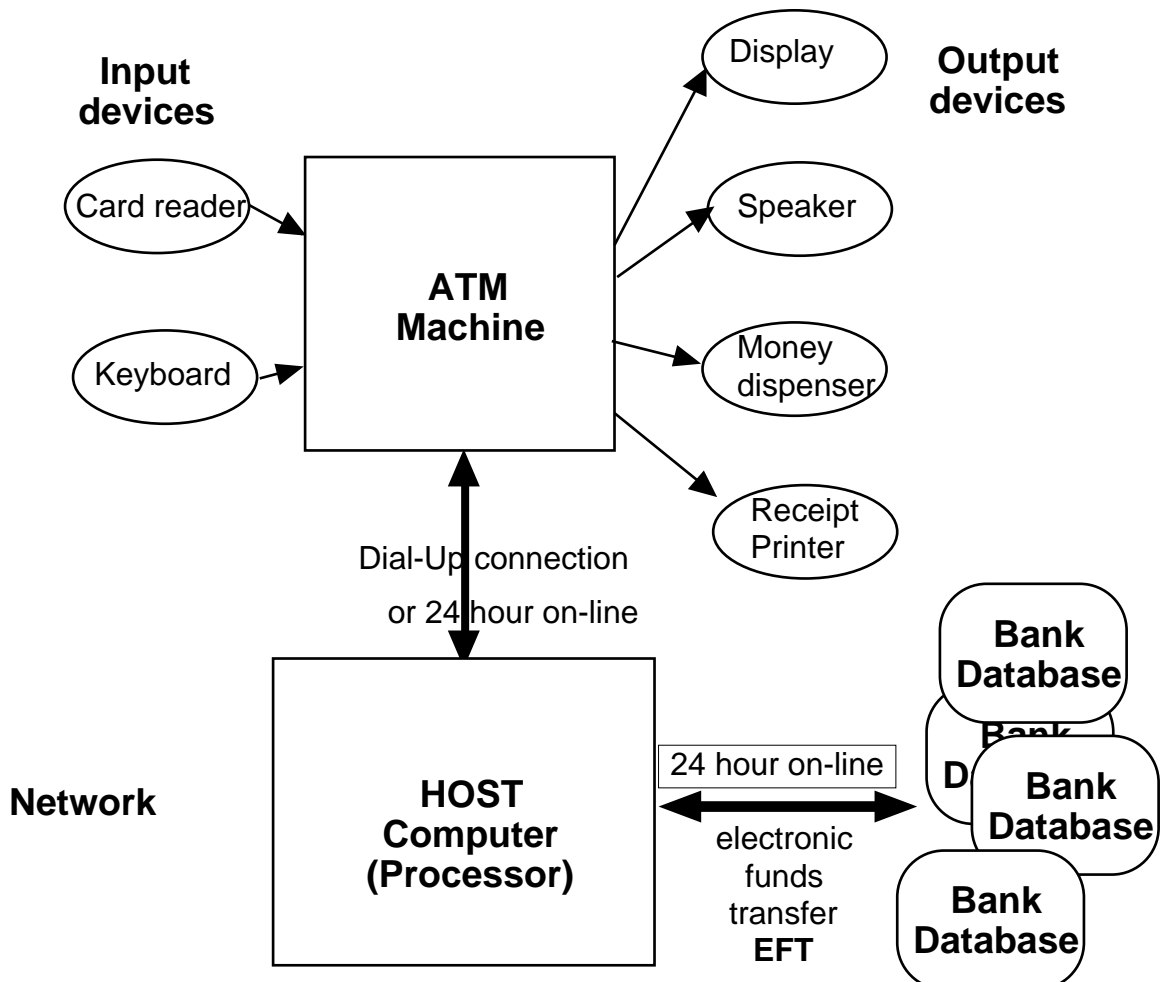 Input
devices
Display
Output
devices
Card reader
Speaker
ATM
Machine
Keyboard
Money
dispenser
Receipt
Printer
Dial-Up connection
or 24 hour on-line
Network
HOST
Computer
(Processor)
24 hour on-line
electronic
funds
transfer
EFT
Bank
Database
Bank
Bank
Database
Bank
Database